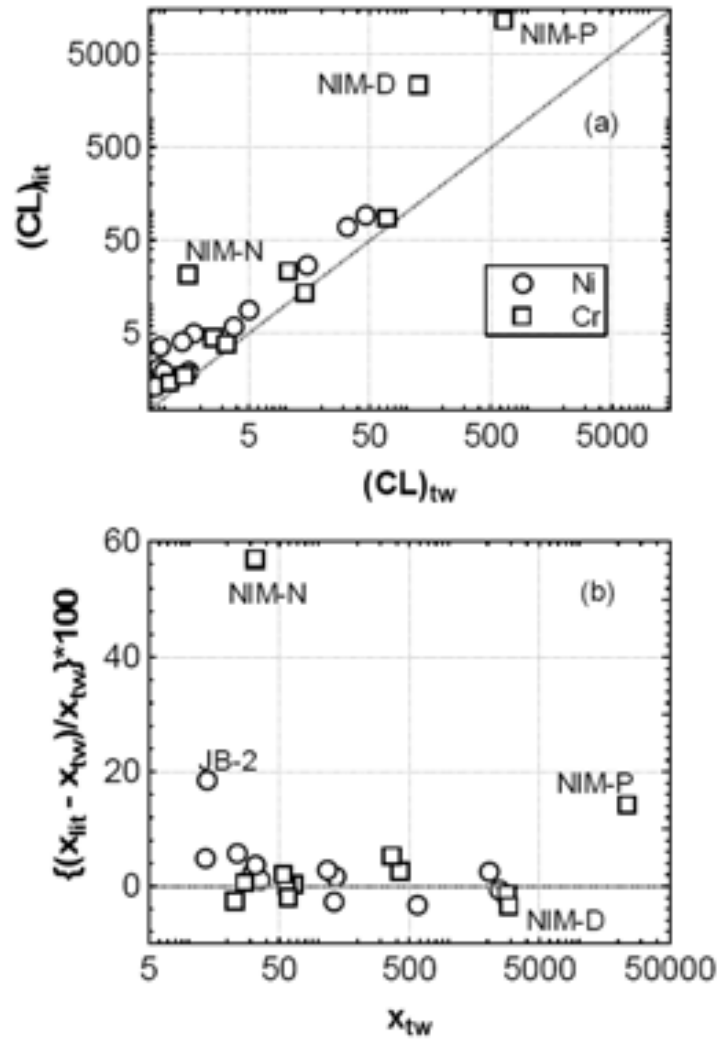 5000
NIM-P
NIM-D
(a)
500
(CL)lit
50
NIM-N
Ni
Cr
5
5 50 500 5000
(CL)tw
60
NIM-N
(b)
40
{(xlit - xtw)/xtw}*100
20
JB-2
NIM-P
0
NIM-D
5 50 500 5000 50000
xtw